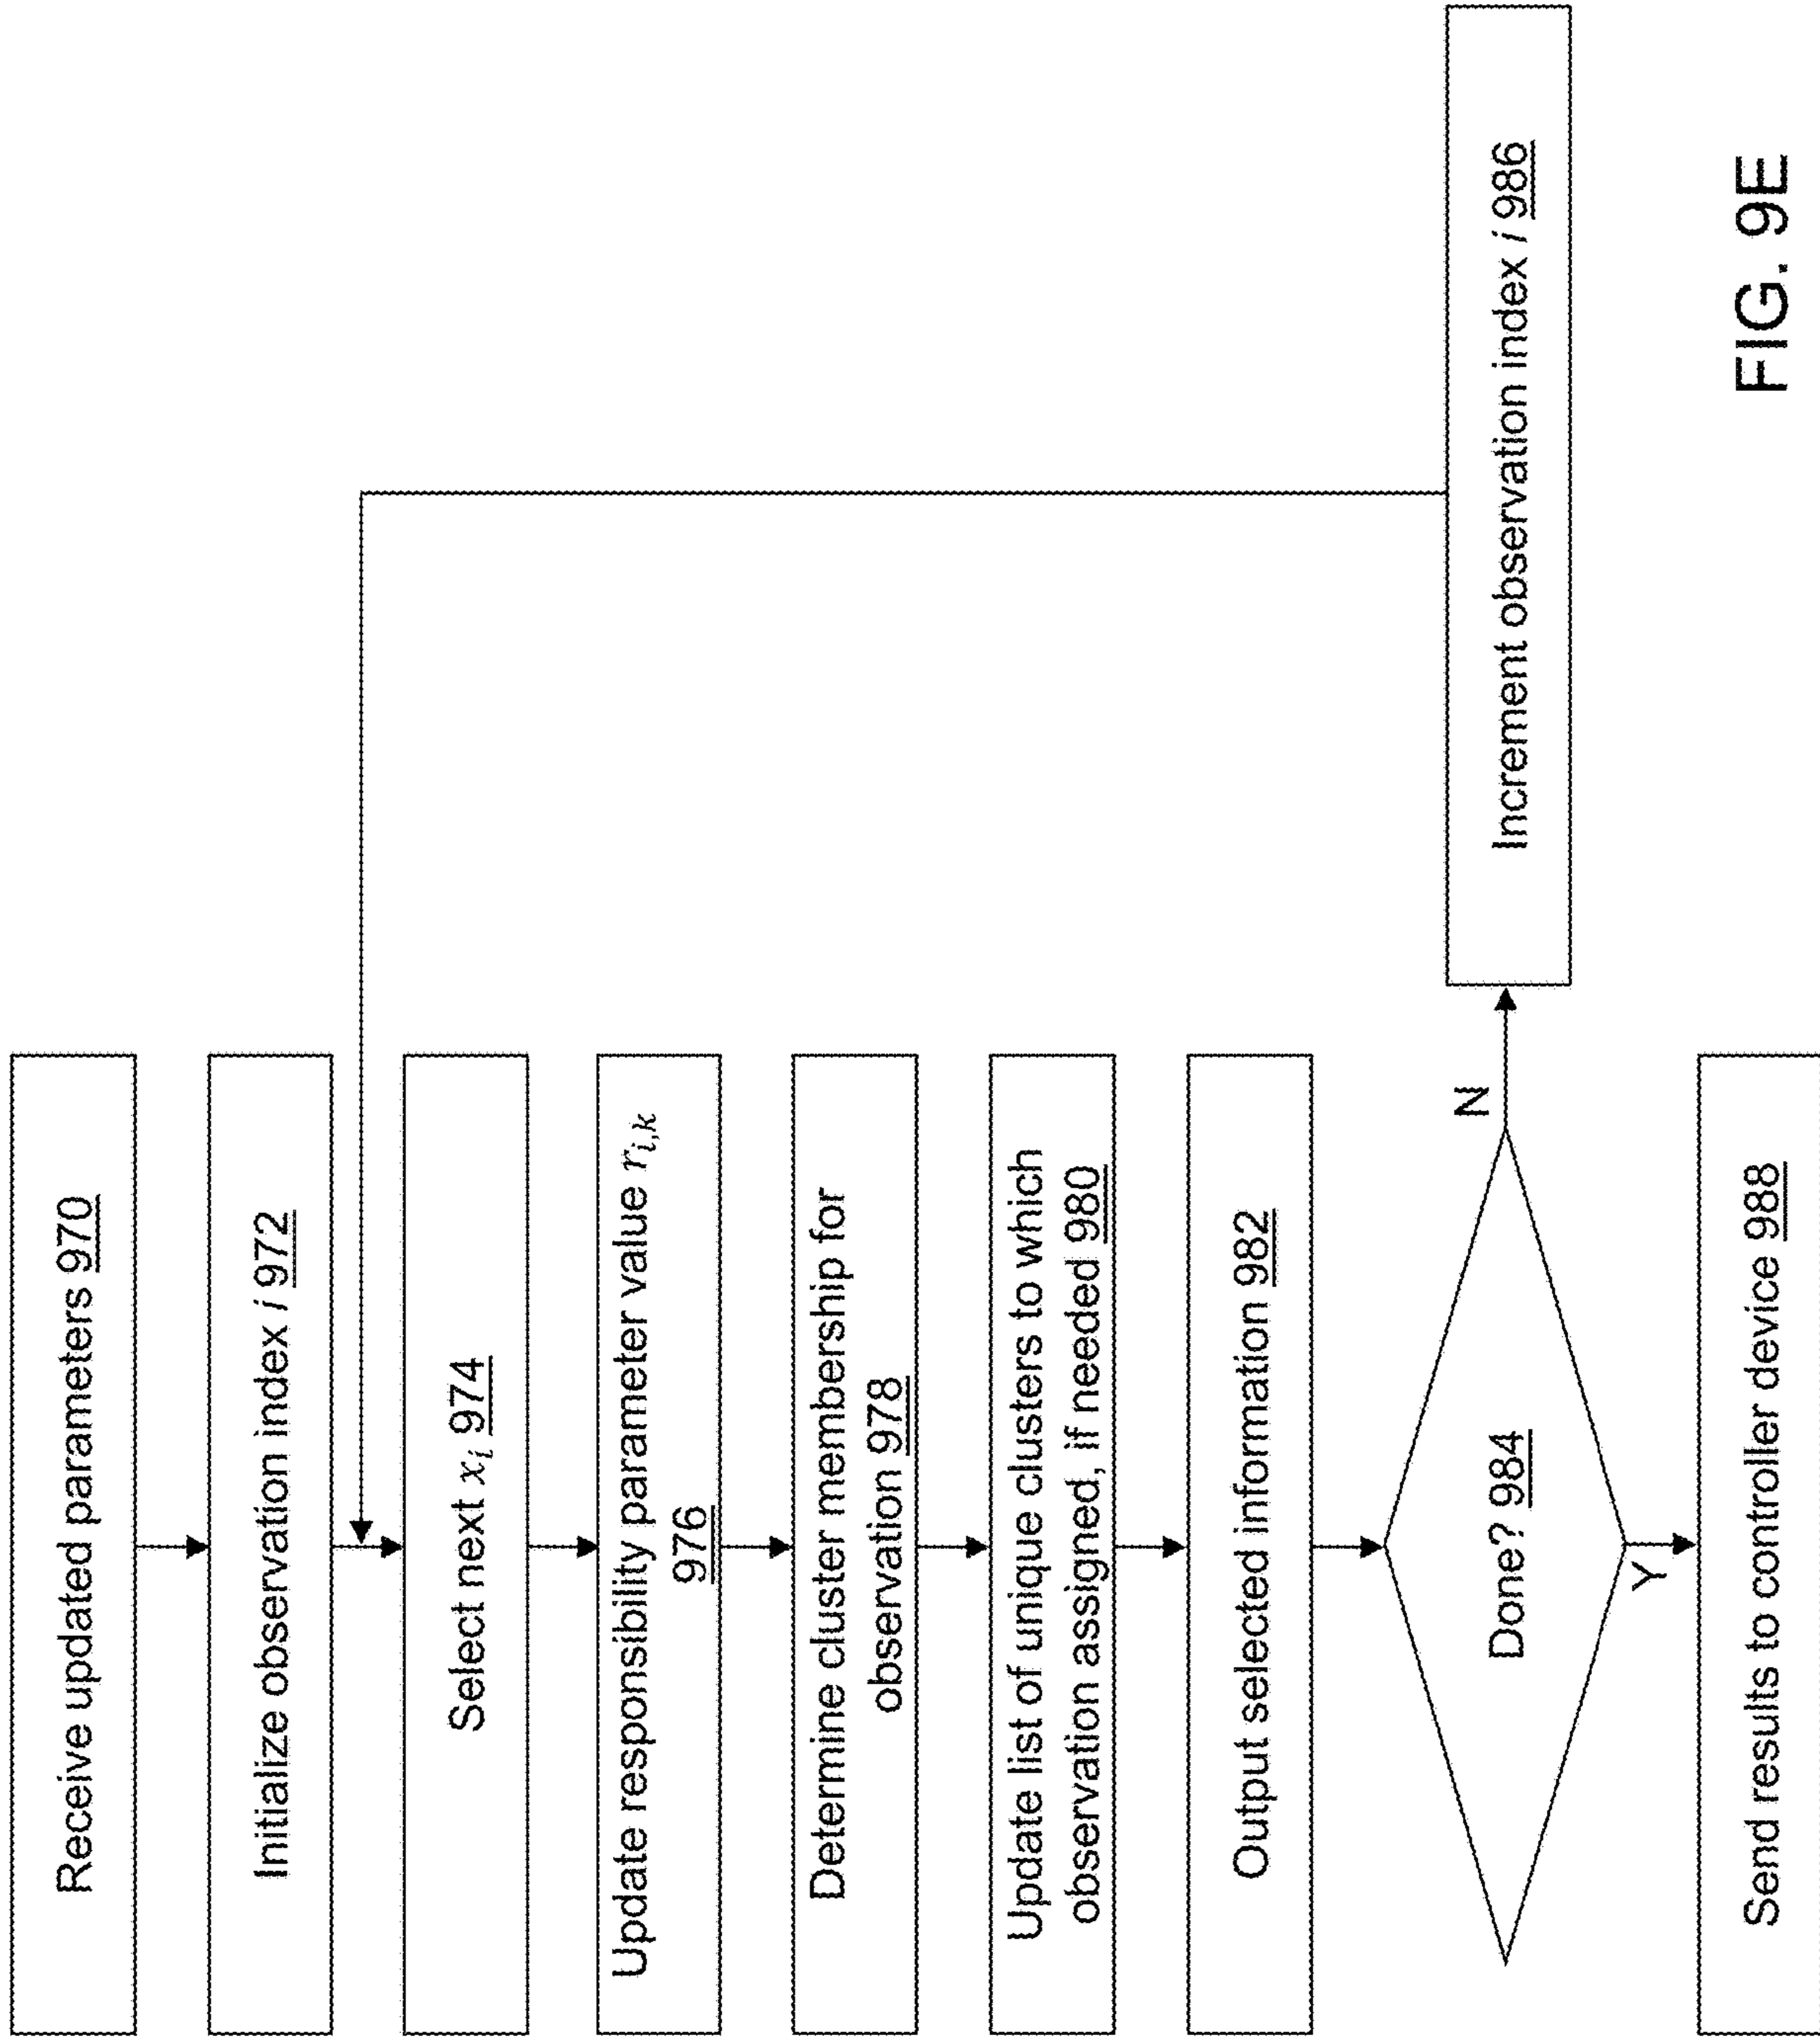 Receive updated parameters 970
Initialize observation index i 972
Select next xᵢ 974
Update responsibility parameter value rᵢ,ₖ
976
Determine cluster membership for
observation 978
Update list of unique clusters to which
observation assigned, if needed 980
Output selected information 982
Done? 984
N
Increment observation index i 986
Y
Send results to controller device 988
FIG. 9E